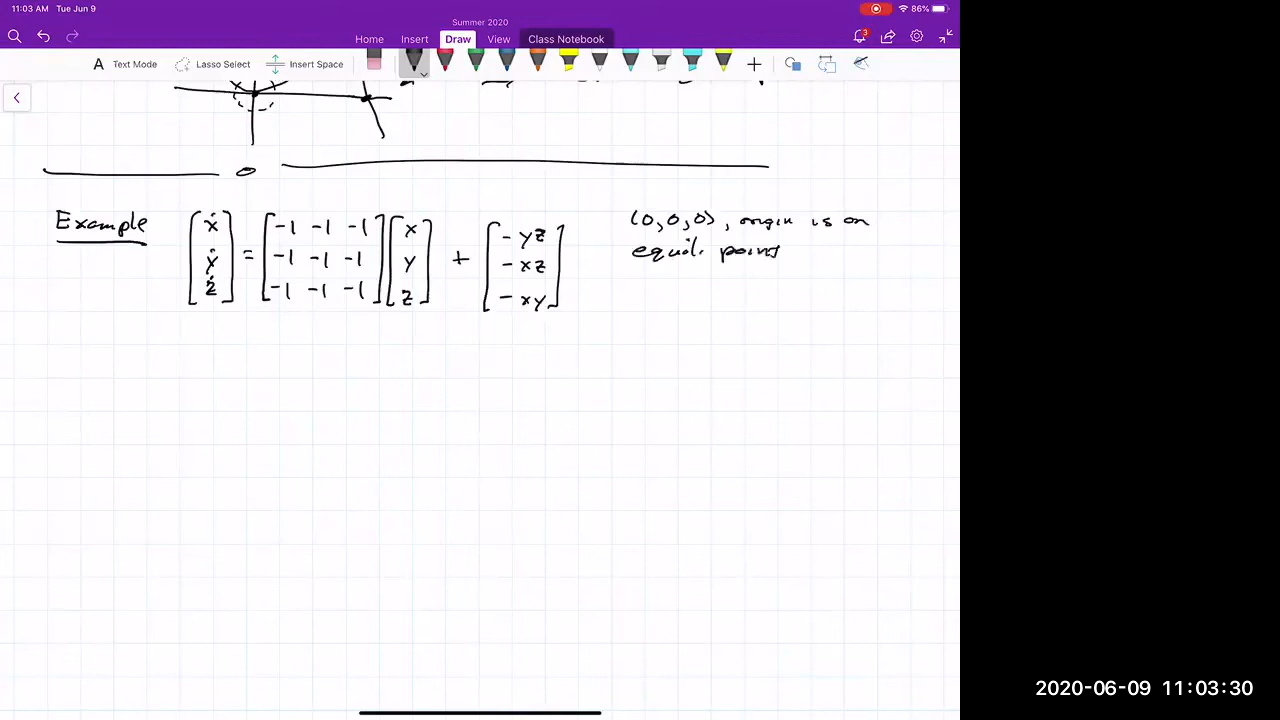 11:03 AM Tue Jun 9
86%
Summer 2020
Home Insert Draw View Class Notebook
3
A Text Mode Lasso Select Insert Space
Example [ẋ ẏ ż] = [-1 -1 -1; -1 -1 -1; -1 -1 -1] [x y z] + [-yz -xz -xy]
(0,0,0), origin is an
equil. point
2020-06-09 11:03:30